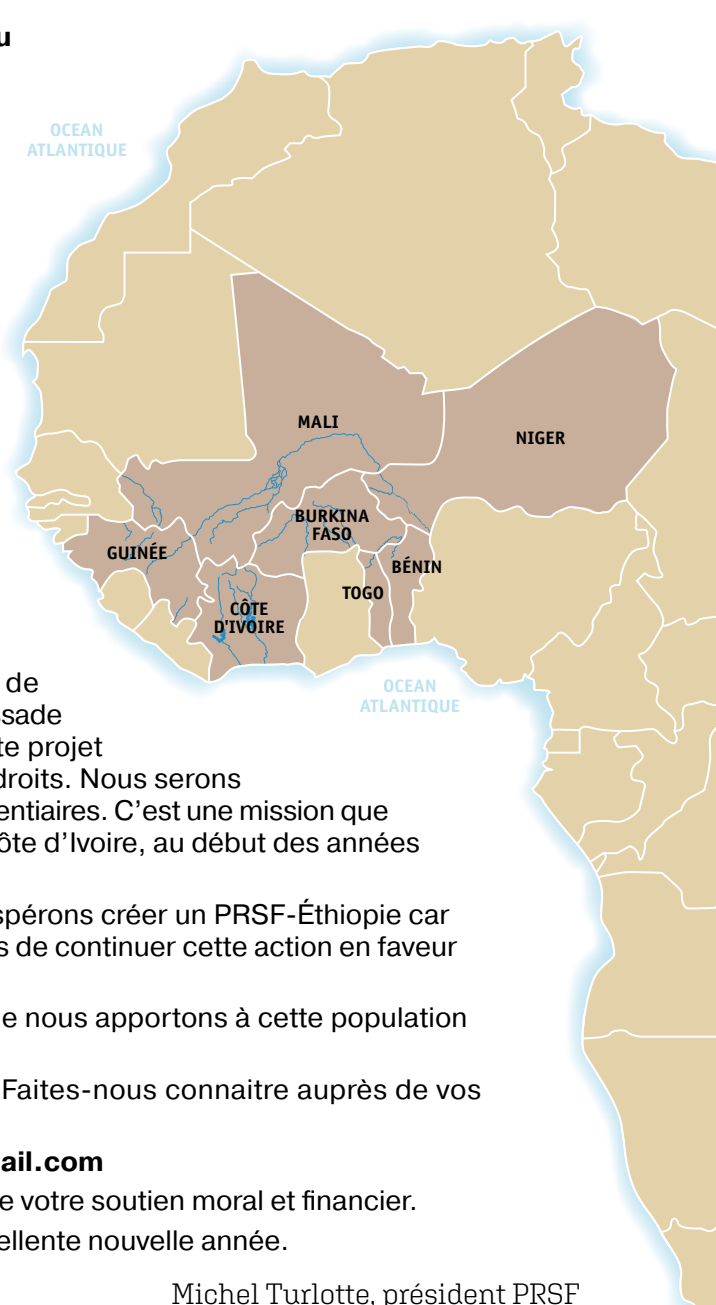 u
OCEAN
ATLANTIQUE
MALI
NIGER
BURKINA
FASO
GUINÉE
BÉNIN
TOGO
CÔTE
D'IVOIRE
OCEAN
ATLANTIQUE
de
ssade
te projet
droits. Nous serons
entiaires. C’est une mission que
ôte d’Ivoire, au début des années
spérons créer un PRSF-Éthiopie car
s de continuer cette action en faveur
e nous apportons à cette population
Faites-nous connaitre auprès de vos
ail.com
e votre soutien moral et financier.
ellente nouvelle année.
Michel Turlotte, président PRSF